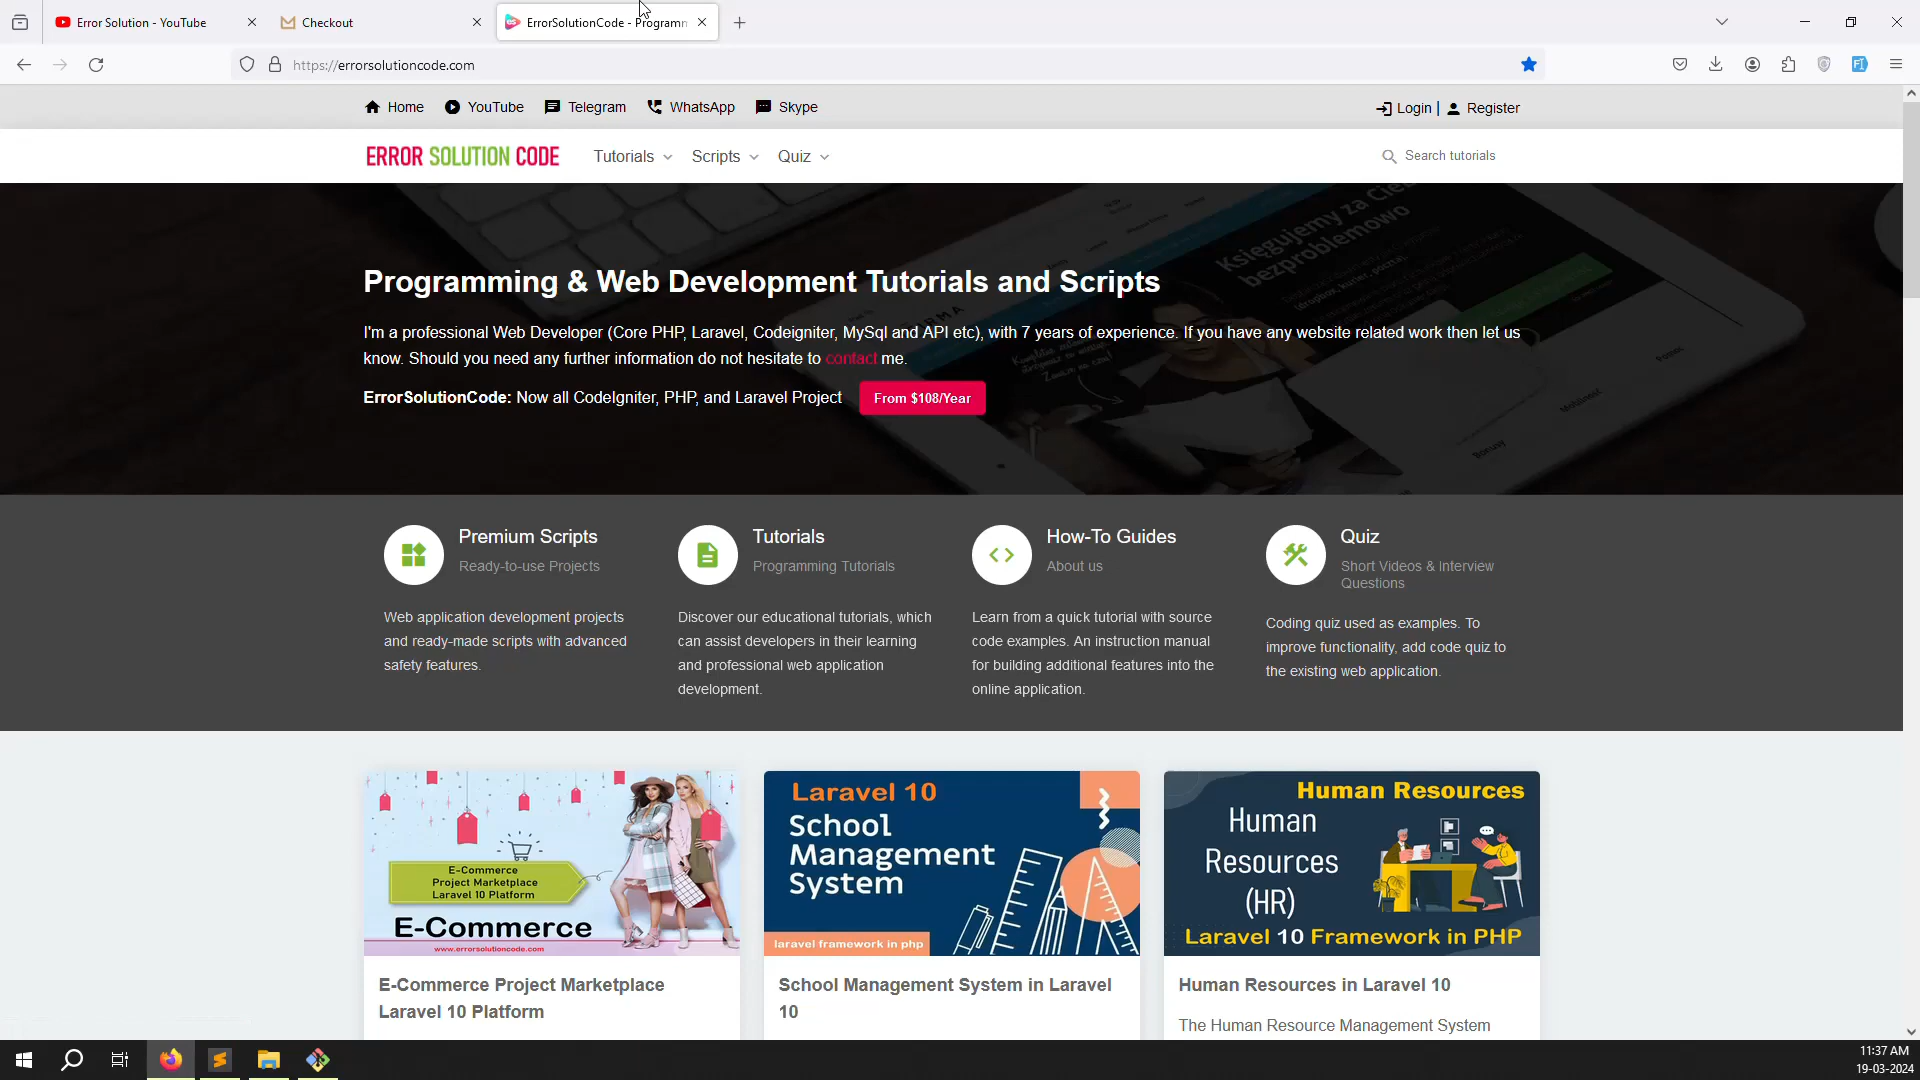 Error Solution - YouTube
Checkout
ErrorSolutionCode - Programm
https://errorsolutioncode.com
Home
YouTube
Telegram
WhatsApp
Skype
Login |
Register
ERROR SOLUTION CODE
Tutorials
Scripts
Quiz
Search tutorials
Księgujemy za Cie
bezproblemowo
Programming & Web Development Tutorials and Scripts
I'm a professional Web Developer (Core PHP, Laravel, Codeigniter, MySql and API etc), with 7 years of experience. If you have any website related work then let us
know. Should you need any further information do not hesitate to contact me.
ErrorSolutionCode: Now all CodeIgniter, PHP, and Laravel Project
From $108/Year
Premium Scripts
Ready-to-use Projects
Web application development projects
and ready-made scripts with advanced
safety features.
Tutorials
Programming Tutorials
Discover our educational tutorials, which
can assist developers in their learning
and professional web application
development.
How-To Guides
About us
Learn from a quick tutorial with source
code examples. An instruction manual
for building additional features into the
online application.
Quiz
Short Videos & Interview
Questions
Coding quiz used as examples. To
improve functionality, add code quiz to
the existing web application.
E-Commerce
Project Marketplace
Laravel 10 Platform
E-Commerce
www.errorsolutioncode.com
E-Commerce Project Marketplace
Laravel 10 Platform
Laravel 10
School
Management
System
laravel framework in php
School Management System in Laravel
10
Human Resources
Human
Resources
(HR)
Laravel 10 Framework in PHP
Human Resources in Laravel 10
The Human Resource Management System
11:37 AM
19-03-2024